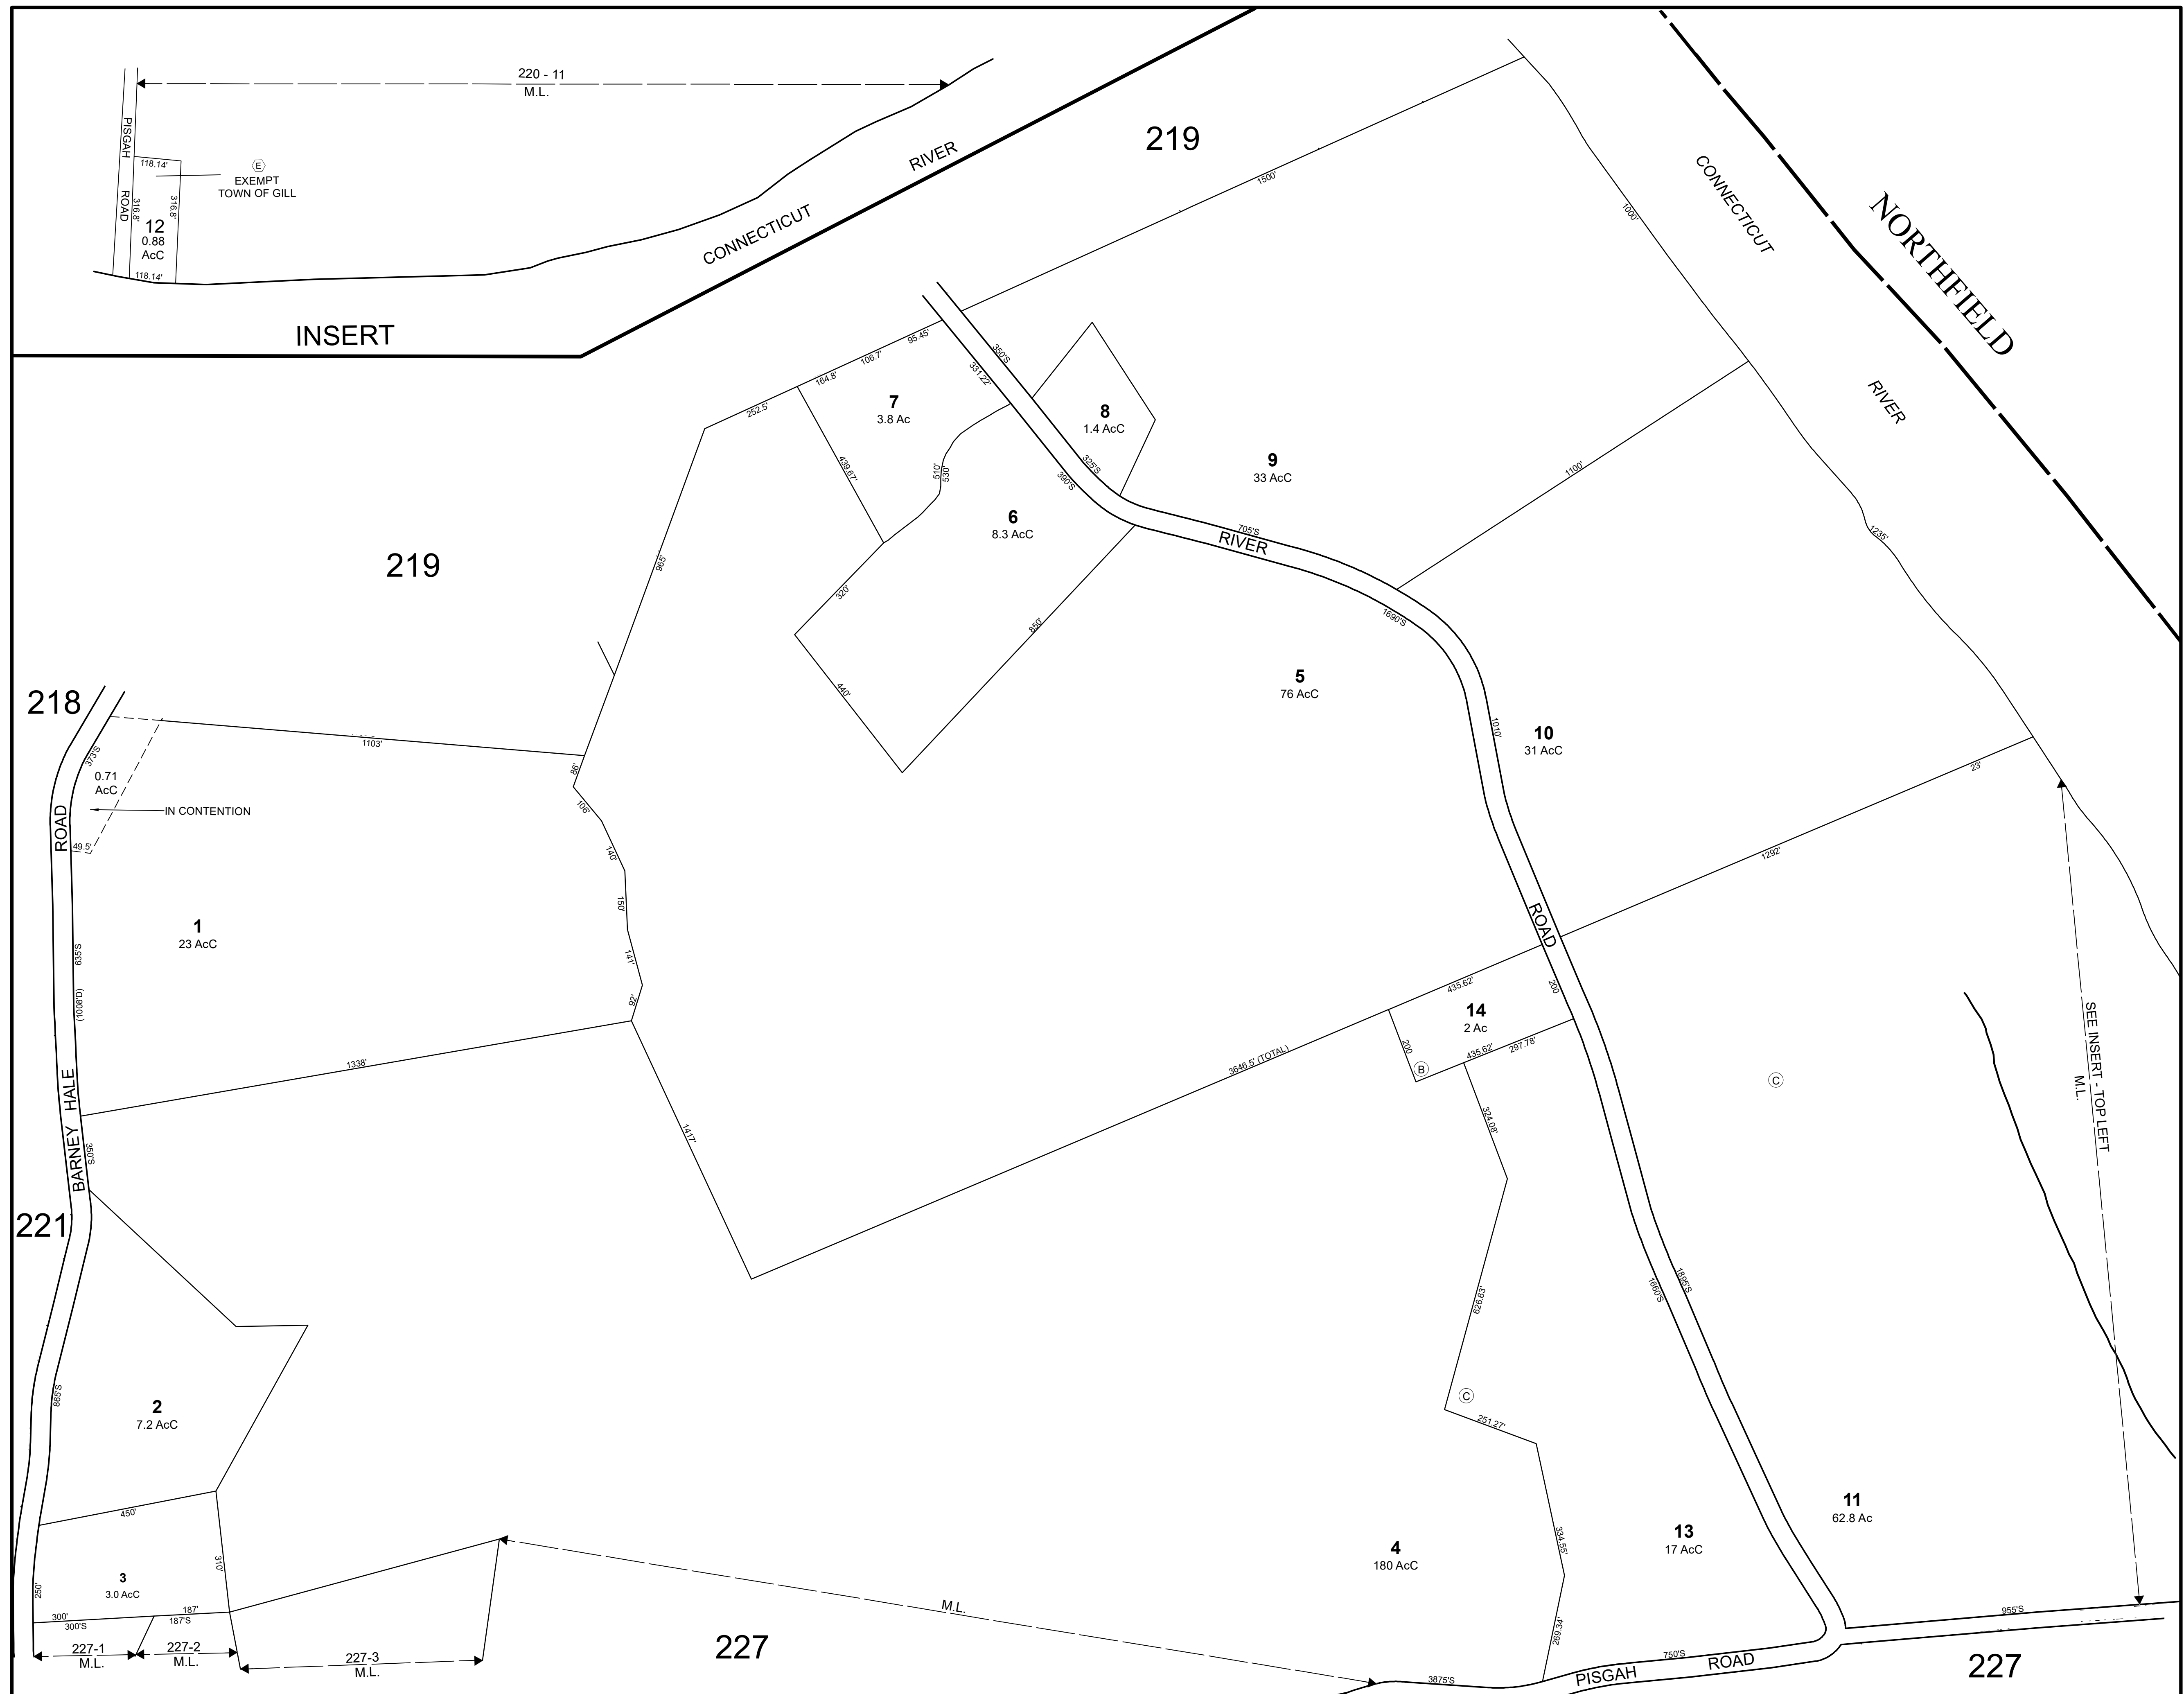 220 - 11
M.L.
PISGAH
ROAD
118.14'
E
EXEMPT
TOWN OF GILL
316.8'
316.8'
12
0.88
AcC
118.14'
CONNECTICUT
RIVER
INSERT
219
1500'
1000'
CONNECTICUT
RIVER
NORTHFIELD
95.45'
106.7'
164.8'
252.5'
350'S
331.22'
7
3.8 Ac
8
1.4 AcC
439.67'
510'
530'
325'S
390'S
9
33 AcC
1100'
6
8.3 AcC
705'S
RIVER
1235'
219
965'
320'
850'
440'
1690'S
5
76 AcC
218
1103'
373'S
0.71
AcC
IN CONTENTION
86'
106'
1010'
10
31 AcC
23'
ROAD
49.5'
140'
1292'
150'
1
23 AcC
635'S
(1008'D)
141'
92'
ROAD
435.62'
200
14
2 Ac
200
435.62'
297.78'
B
C
3646.5' (TOTAL)
1338'
BARNEY HALE
350'S
1417'
324.08'
SEE INSERT - TOP LEFT
M.L.
221
626.63'
1660'S
1895'S
865'S
2
7.2 AcC
C
251.27'
450'
310'
11
62.8 Ac
334.55'
13
17 AcC
4
180 AcC
3
3.0 AcC
250'
300'
300'S
187'
187'S
M.L.
955'S
269.34'
227-1
M.L.
227-2
M.L.
227-3
M.L.
227
3875'S
750'S
PISGAH ROAD
227